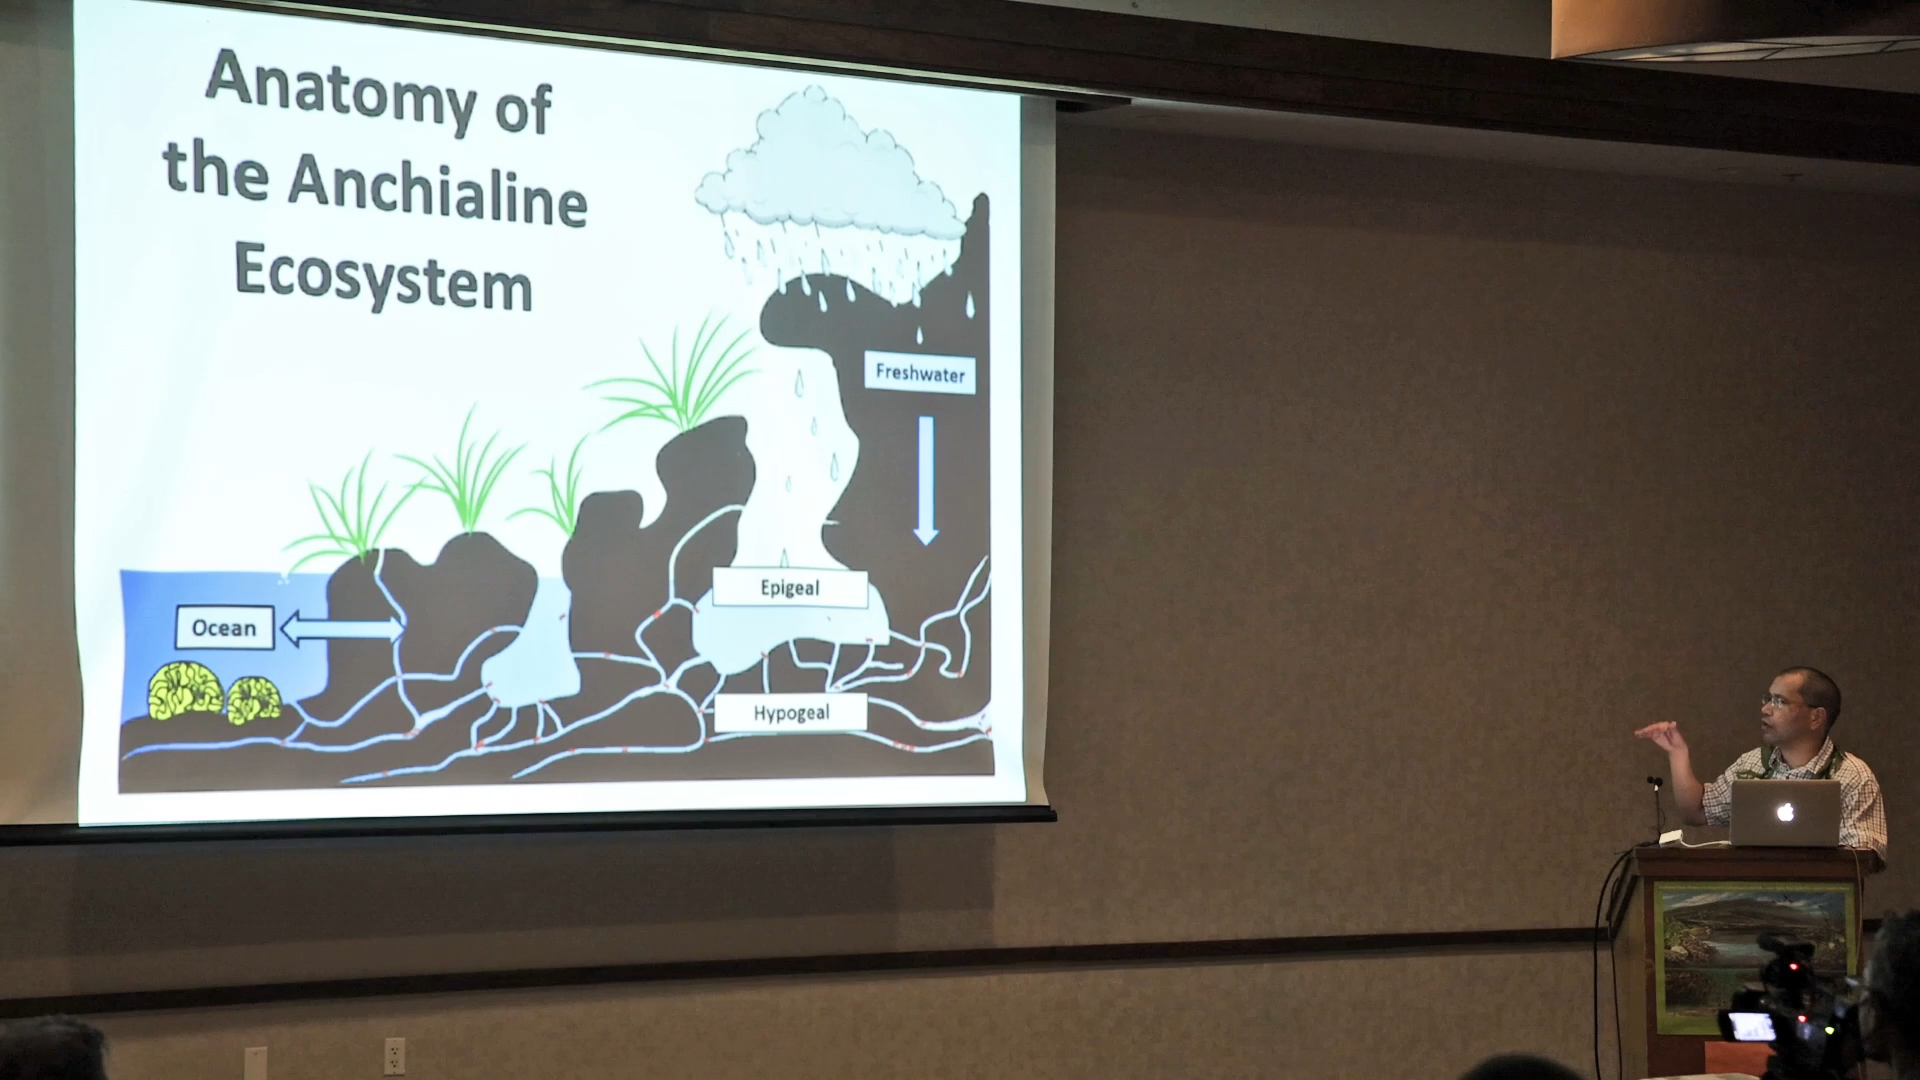 Anatomy of
the Anchialine
Ecosystem
Freshwater
Epigeal
Ocean
Hypogeal